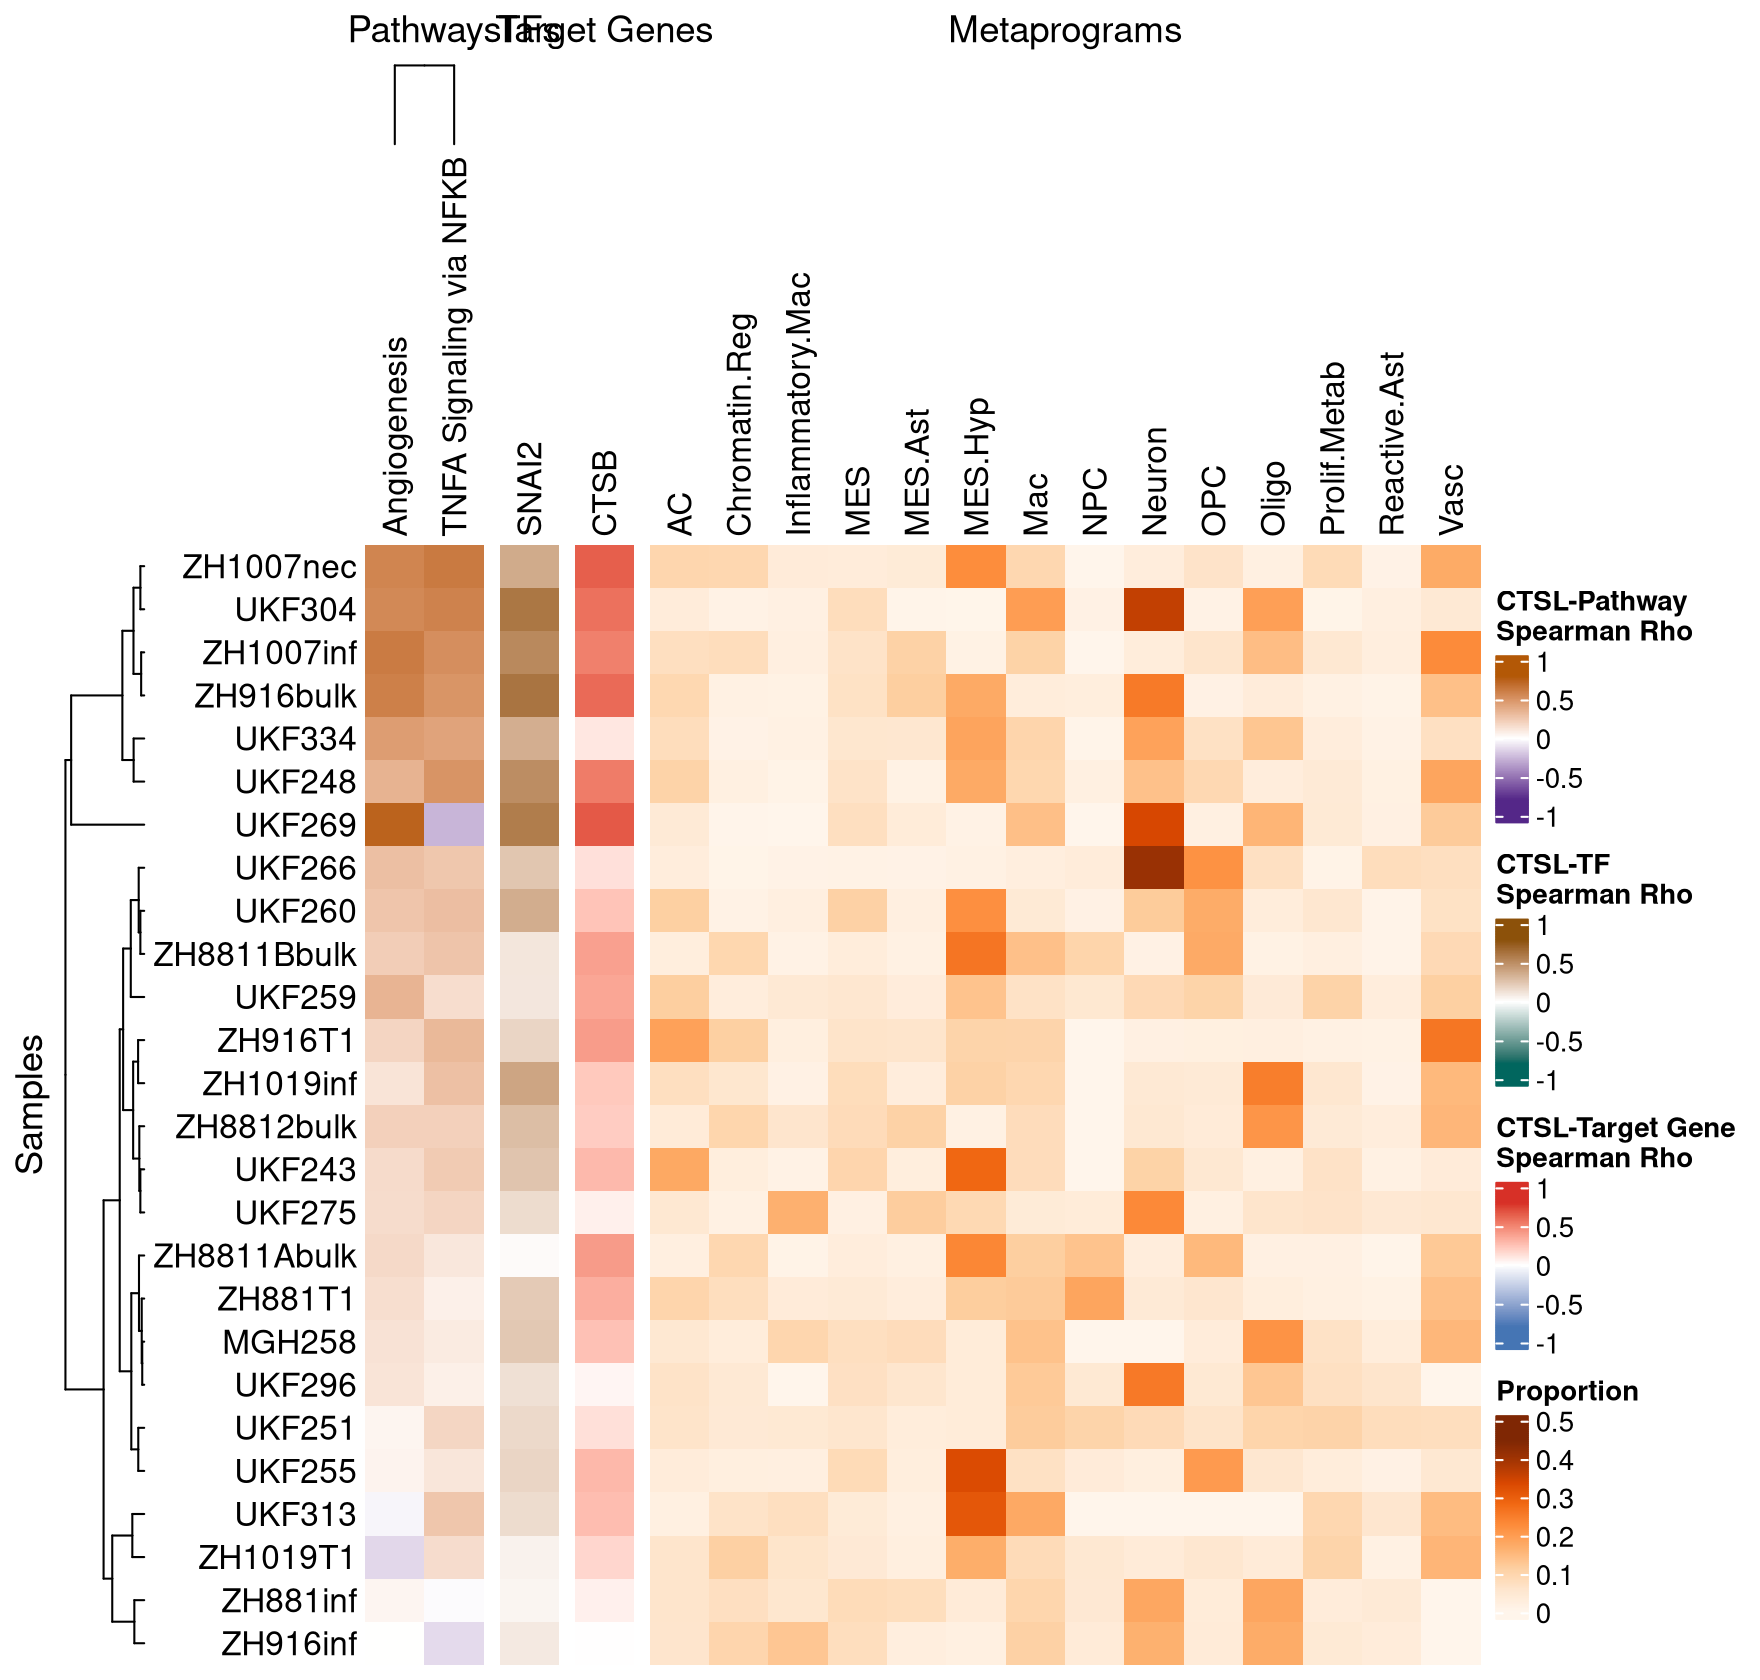 Pathways TFs Target Genes Metaprograms
Angiogenesis
TNFA Signaling via NFKB
SNAI2
CTSB
AC
Chromatin.Reg
Inflammatory.Mac
MES
MES.Ast
MES.Hyp
Mac
NPC
Neuron
OPC
Oligo
Prolif.Metab
Reactive.Ast
Vasc
Samples
ZH1007nec
UKF304
ZH1007inf
ZH916bulk
UKF334
UKF248
UKF269
UKF266
UKF260
ZH8811Bbulk
UKF259
ZH916T1
ZH1019inf
ZH8812bulk
UKF243
UKF275
ZH8811Abulk
ZH881T1
MGH258
UKF296
UKF251
UKF255
UKF313
ZH1019T1
ZH881inf
ZH916inf
CTSL-Pathway
Spearman Rho
1
0.5
0
-0.5
-1
CTSL-TF
Spearman Rho
1
0.5
0
-0.5
-1
CTSL-Target Gene
Spearman Rho
1
0.5
0
-0.5
-1
Proportion
0.5
0.4
0.3
0.2
0.1
0